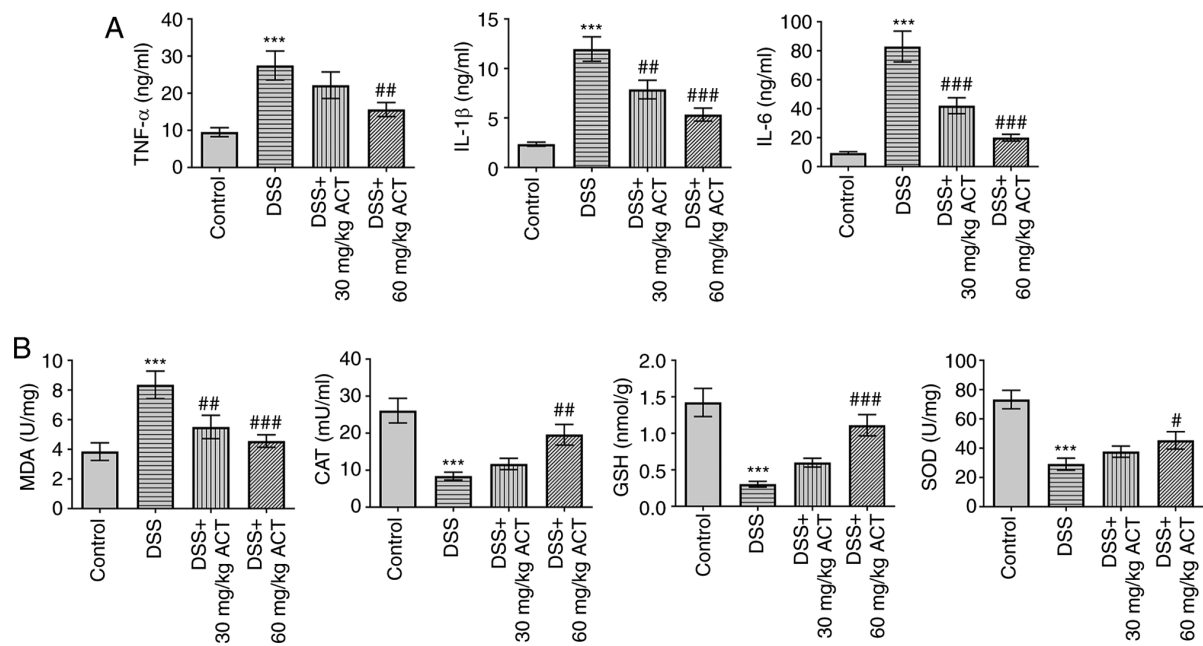 A
TNF-α (ng/ml)
40
30
20
10
0
***
##
Control
DSS
DSS+
30 mg/kg ACT
DSS+
60 mg/kg ACT
IL-1β (ng/ml)
15
10
5
0
***
##
###
Control
DSS
DSS+
30 mg/kg ACT
DSS+
60 mg/kg ACT
IL-6 (ng/ml)
100
80
60
40
20
0
***
###
###
Control
DSS
DSS+
30 mg/kg ACT
DSS+
60 mg/kg ACT
B
MDA (U/mg)
10
8
6
4
2
0
***
##
###
Control
DSS
DSS+
30 mg/kg ACT
DSS+
60 mg/kg ACT
CAT (mU/ml)
40
30
20
10
0
***
##
Control
DSS
DSS+
30 mg/kg ACT
DSS+
60 mg/kg ACT
GSH (nmol/g)
2.0
1.5
1.0
0.5
0.0
***
###
Control
DSS
DSS+
30 mg/kg ACT
DSS+
60 mg/kg ACT
SOD (U/mg)
100
80
60
40
20
0
***
#
Control
DSS
DSS+
30 mg/kg ACT
DSS+
60 mg/kg ACT